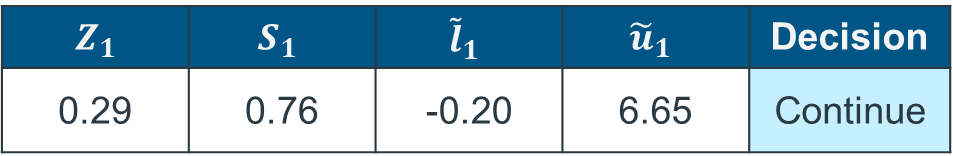 Z₁ S₁ l̃₁ ũ₁ Decision
0.29 0.76 -0.20 6.65 Continue